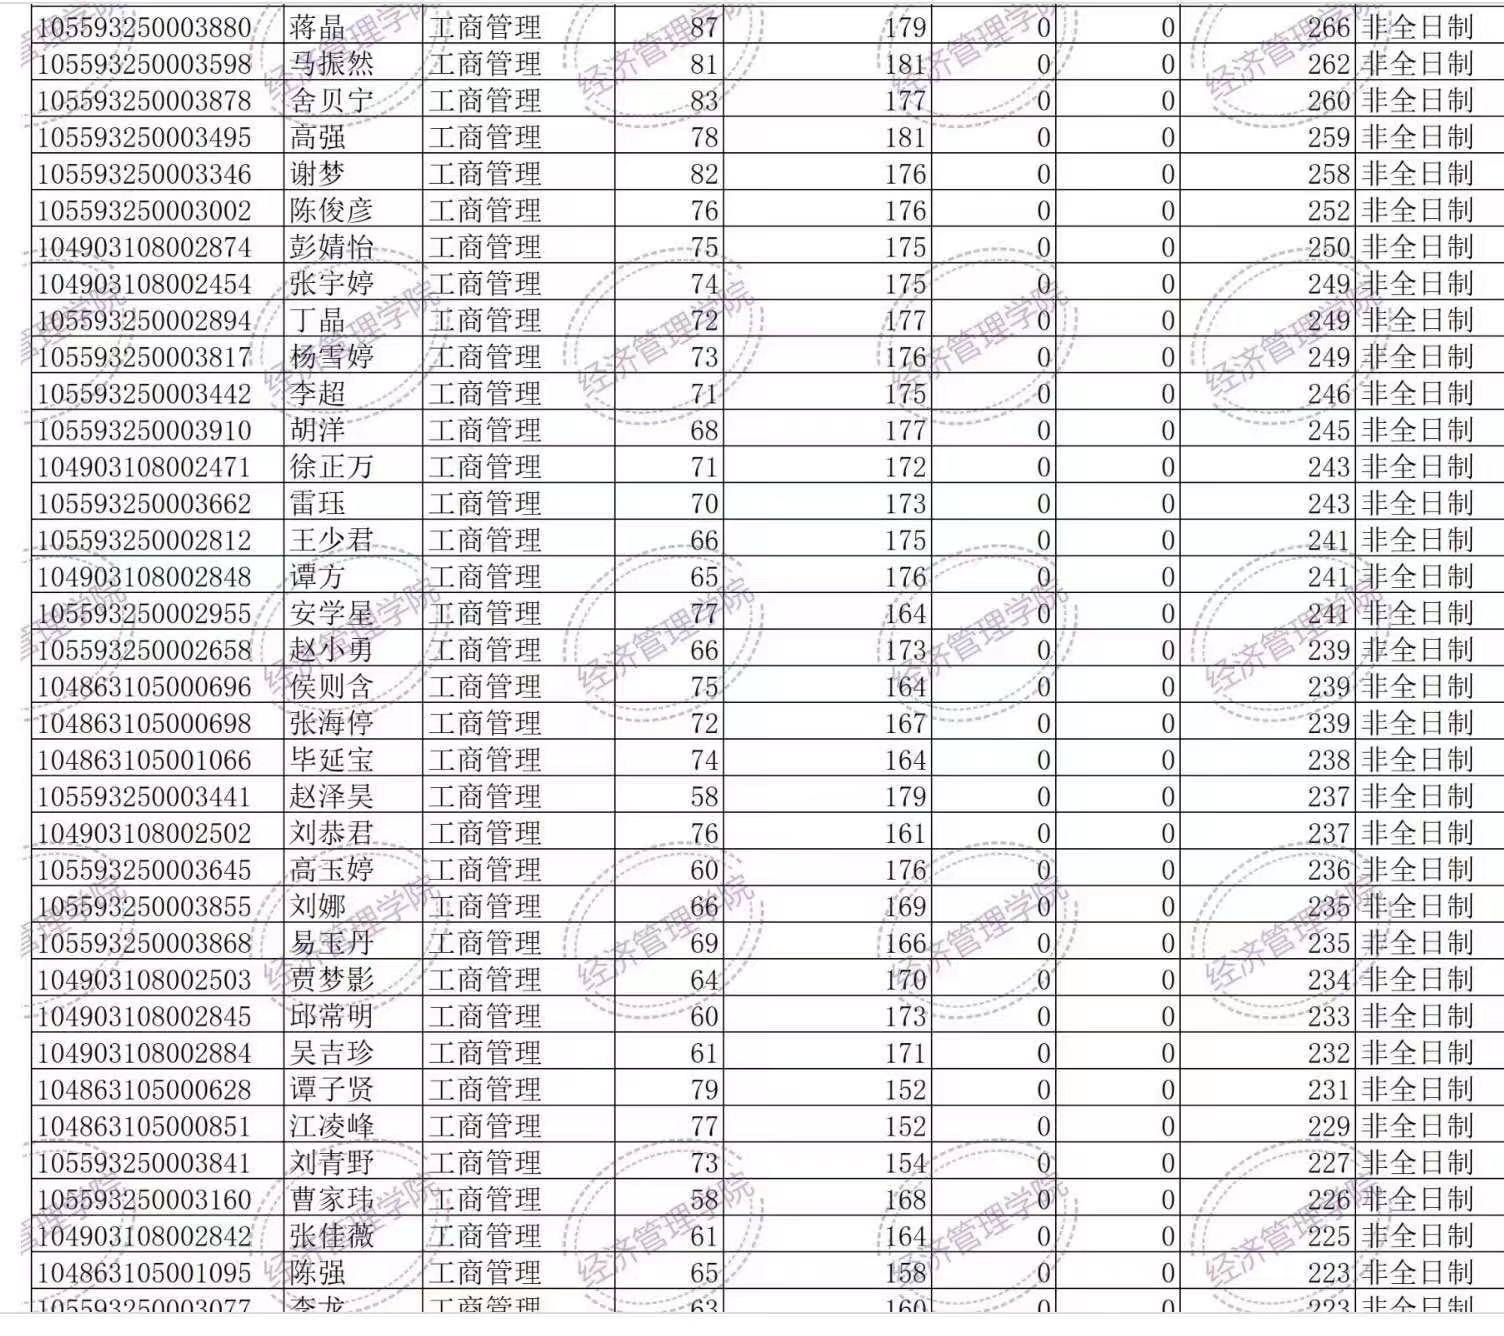 105593250003880 蒋晶 工商管理 87 179 0 0 266 非全日制
105593250003598 马振然 工商管理 81 181 0 0 262 非全日制
105593250003878 舍贝宁 工商管理 83 177 0 0 260 非全日制
105593250003495 高强 工商管理 78 181 0 0 259 非全日制
105593250003346 谢梦 工商管理 82 176 0 0 258 非全日制
105593250003002 陈俊彦 工商管理 76 176 0 0 252 非全日制
104903108002874 彭婧怡 工商管理 75 175 0 0 250 非全日制
104903108002454 张宇婷 工商管理 74 175 0 0 249 非全日制
105593250002894 丁晶 工商管理 72 177 0 0 249 非全日制
105593250003817 杨雪婷 工商管理 73 176 0 0 249 非全日制
105593250003442 李超 工商管理 71 175 0 0 246 非全日制
105593250003910 胡洋 工商管理 68 177 0 0 245 非全日制
104903108002471 徐正万 工商管理 71 172 0 0 243 非全日制
105593250003662 雷珏 工商管理 70 173 0 0 243 非全日制
105593250002812 王少君 工商管理 66 175 0 0 241 非全日制
104903108002848 谭方 工商管理 65 176 0 0 241 非全日制
105593250002955 安学星 工商管理 77 164 0 0 241 非全日制
105593250002658 赵小勇 工商管理 66 173 0 0 239 非全日制
104863105000696 侯则含 工商管理 75 164 0 0 239 非全日制
104863105000698 张海停 工商管理 72 167 0 0 239 非全日制
104863105001066 毕延宝 工商管理 74 164 0 0 238 非全日制
105593250003441 赵泽昊 工商管理 58 179 0 0 237 非全日制
104903108002502 刘恭君 工商管理 76 161 0 0 237 非全日制
105593250003645 高玉婷 工商管理 60 176 0 0 236 非全日制
105593250003855 刘娜 工商管理 66 169 0 0 235 非全日制
105593250003868 易玉丹 工商管理 69 166 0 0 235 非全日制
104903108002503 贾梦影 工商管理 64 170 0 0 234 非全日制
104903108002845 邱常明 工商管理 60 173 0 0 233 非全日制
104903108002884 吴吉珍 工商管理 61 171 0 0 232 非全日制
104863105000628 谭子贤 工商管理 79 152 0 0 231 非全日制
104863105000851 江凌峰 工商管理 77 152 0 0 229 非全日制
105593250003841 刘青野 工商管理 73 154 0 0 227 非全日制
105593250003160 曹家玮 工商管理 58 168 0 0 226 非全日制
104903108002842 张佳薇 工商管理 61 164 0 0 225 非全日制
104863105001095 陈强 工商管理 65 158 0 0 223 非全日制
105593250003077 李龙 工商管理 63 160 0 0 223 非全日制
经济管理学院